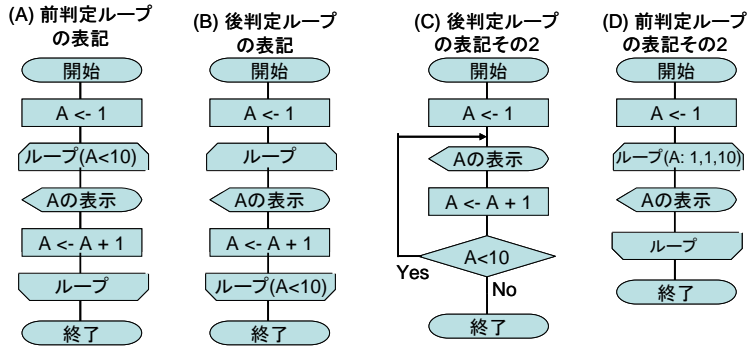 (A) 前判定ループ
の表記
開始
A <- 1
ループ(A<10)
Aの表示
A <- A + 1
ループ
終了
(B) 後判定ループ
の表記
開始
A <- 1
ループ
Aの表示
A <- A + 1
ループ(A<10)
終了
(C) 後判定ループ
の表記その2
開始
A <- 1
Aの表示
A <- A + 1
A<10
Yes
No
終了
(D) 前判定ループ
の表記その2
開始
A <- 1
ループ(A: 1,1,10)
Aの表示
ループ
終了